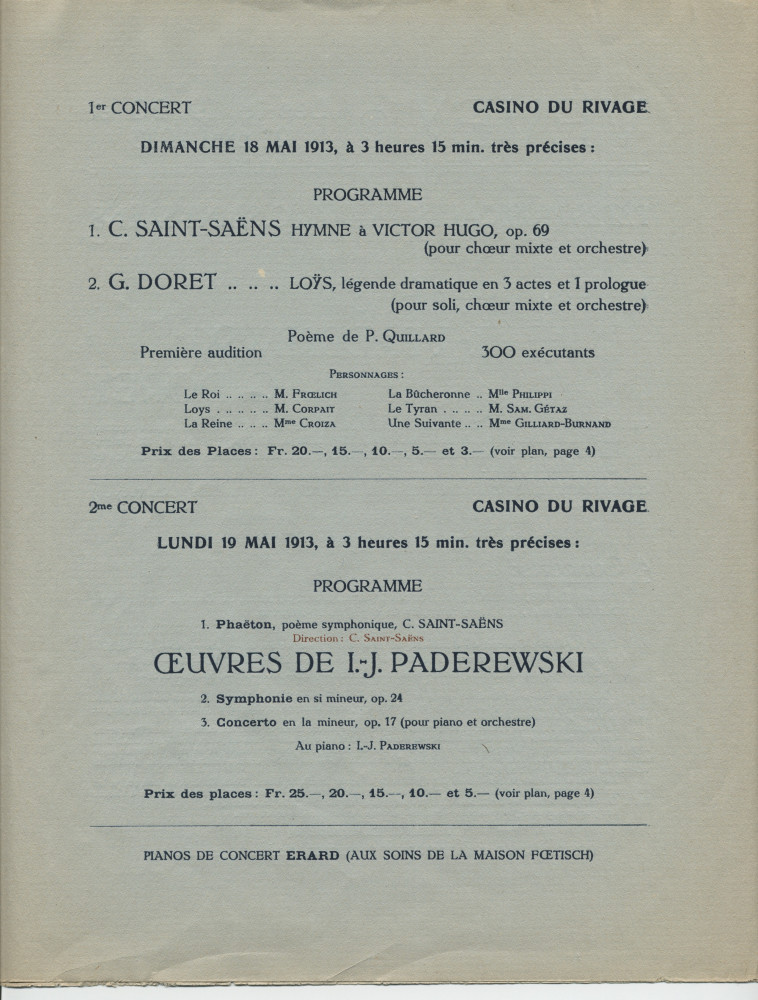 1er CONCERT CASINO DU RIVAGE.
DIMANCHE 18 MAI 1913, à 3 heures 15 min. très précises :
PROGRAMME
1. C. SAINT-SAËNS HYMNE à VICTOR HUGO, op. 69
(pour chœur mixte et orchestre)
2. G. DORET .. .. .. LOŸS, légende dramatique en 3 actes et 1 prologue
(pour soli, chœur mixte et orchestre)
Poème de P. QUILLARD
Première audition 300 exécutants
PERSONNAGES :
Le Roi .. .. .. .. M. FRŒLICH La Bûcheronne .. Mlle PHILIPPI
Loys . .. .. .. .. M. CORPAIT Le Tyran . .. .. .. M. SAM. GÉTAZ
La Reine .. .. .. Mme CROIZA Une Suivante .. .. Mme GILLIARD-BURNAND
Prix des Places : Fr. 20.—, 15.—, 10.—, 5.— et 3.— (voir plan, page 4)
2me CONCERT CASINO DU RIVAGE.
LUNDI 19 MAI 1913, à 3 heures 15 min. très précises :
PROGRAMME
1. Phaëton, poème symphonique, C. SAINT-SAËNS
Direction : C. SAINT-SAËNS
ŒUVRES DE I.-J. PADEREWSKI
2. Symphonie en si mineur, op. 24
3. Concerto en la mineur, op. 17 (pour piano et orchestre)
Au piano : I.-J. PADEREWSKI
Prix des places : Fr. 25.—, 20.—, 15.—, 10.— et 5.— (voir plan, page 4)
PIANOS DE CONCERT ERARD (AUX SOINS DE LA MAISON FŒTISCH)